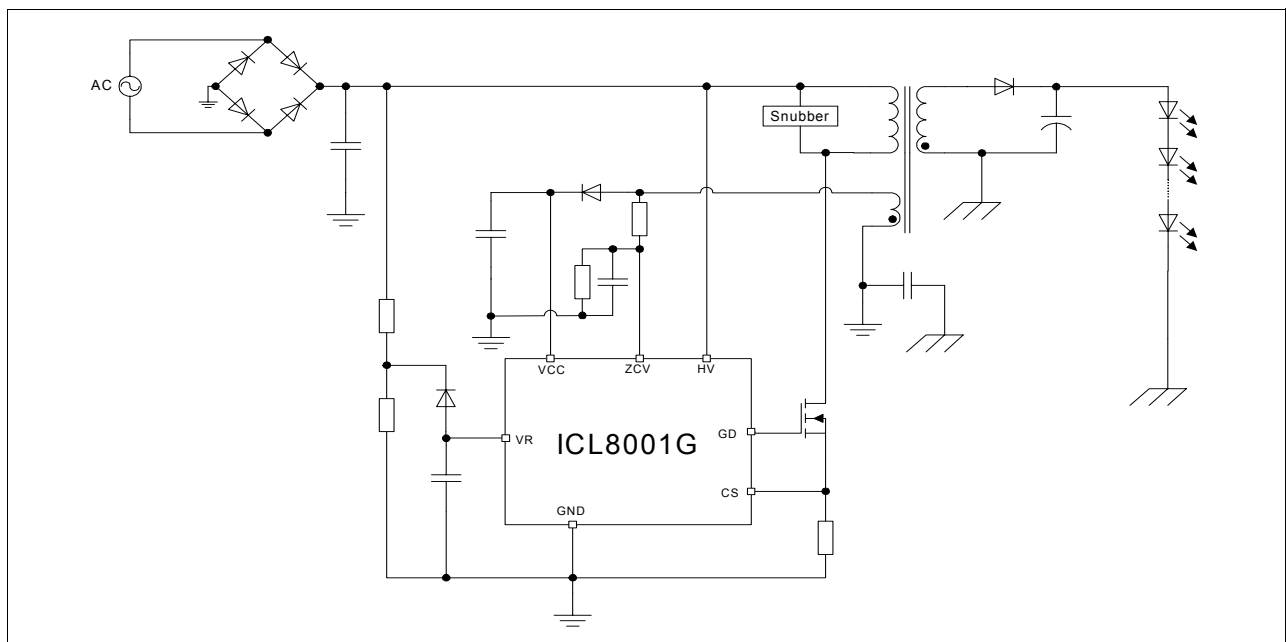 AC
Snubber
VCC
ZCV
HV
VR
ICL8001G
GD
CS
GND